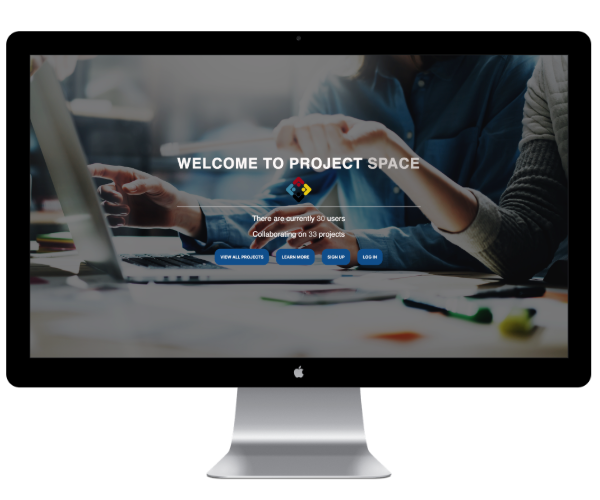 WELCOME TO PROJECT SPACE
There are currently 30 users
Collaborating on 33 projects
VIEW ALL PROJECTS LEARN MORE SIGN UP LOG IN